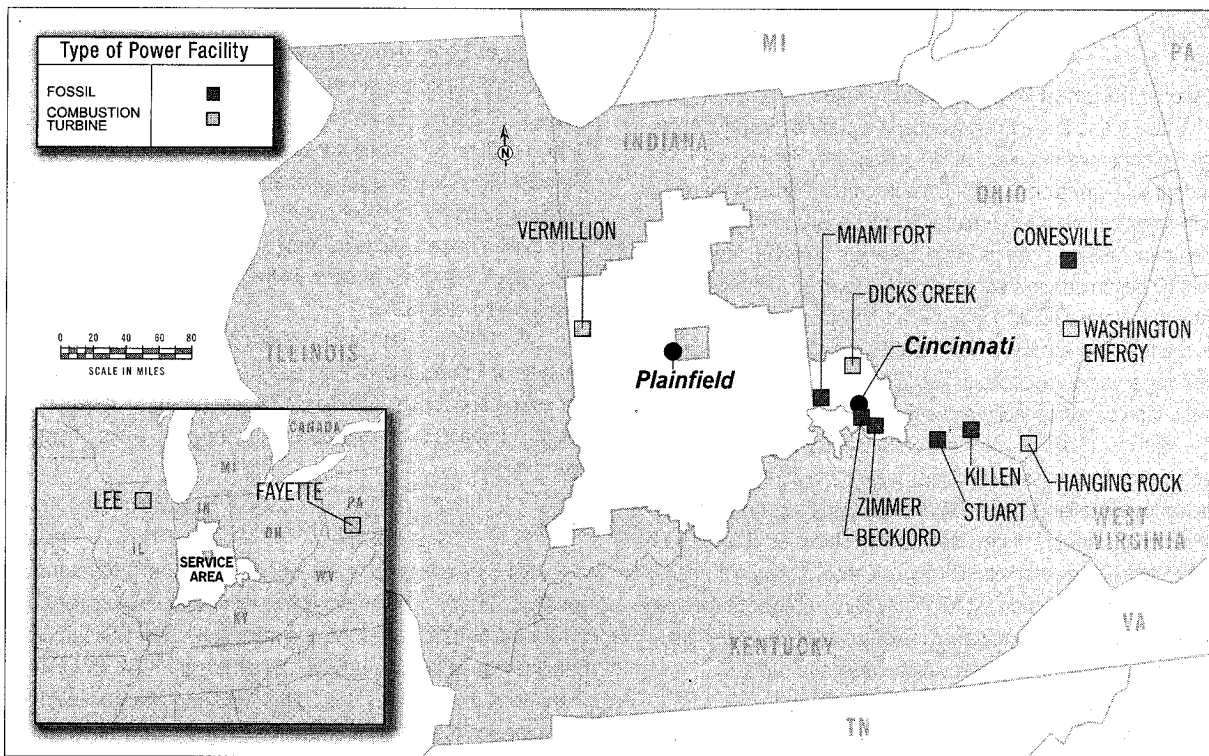 Type of Power Facility
FOSSIL
COMBUSTION
TURBINE
MI
PA
N
INDIANA
OHIO
VERMILLION
MIAMI FORT
CONESVILLE
DICKS CREEK
WASHINGTON
ENERGY
0 20 40 60 80
SCALE IN MILES
ILLINOIS
Plainfield
Cincinnati
KILLEN
HANGING ROCK
ZIMMER
STUART
BECKJORD
WEST
VIRGINIA
KENTUCKY
VA
TN
CANADA
MI
LEE
FAYETTE
PA
IN
OH
IL
SERVICE
AREA
WV
KY